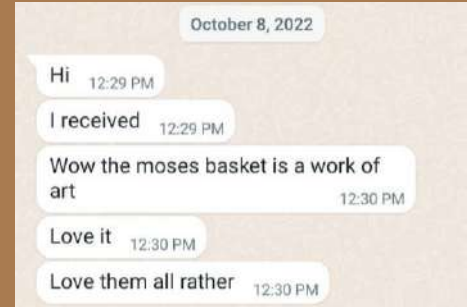 October 8, 2022
Hi 12:29 PM
I received 12:29 PM
Wow the moses basket is a work of
art 12:30 PM
Love it 12:30 PM
Love them all rather 12:30 PM